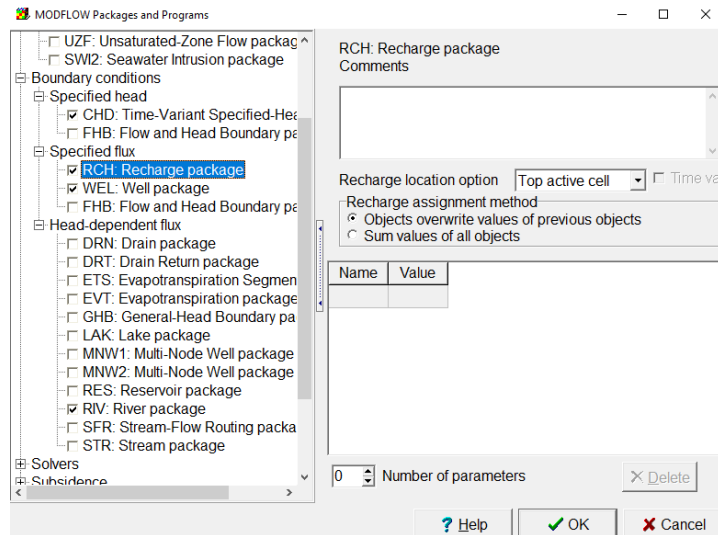 MODFLOW Packages and Programs
UZF: Unsaturated-Zone Flow packag
SWI2: Seawater Intrusion package
Boundary conditions
Specified head
CHD: Time-Variant Specified-Hea
FHB: Flow and Head Boundary pa
Specified flux
RCH: Recharge package
WEL: Well package
FHB: Flow and Head Boundary pa
Head-dependent flux
DRN: Drain package
DRT: Drain Return package
ETS: Evapotranspiration Segmen
EVT: Evapotranspiration package
GHB: General-Head Boundary pa
LAK: Lake package
MNW1: Multi-Node Well package
MNW2: Multi-Node Well package
RES: Reservoir package
RIV: River package
SFR: Stream-Flow Routing packa
STR: Stream package
Solvers
Subsidence
RCH: Recharge package
Comments
Recharge location option Top active cell Time va
Recharge assignment method
Objects overwrite values of previous objects
Sum values of all objects
Name Value
0 Number of parameters Delete
Help OK Cancel